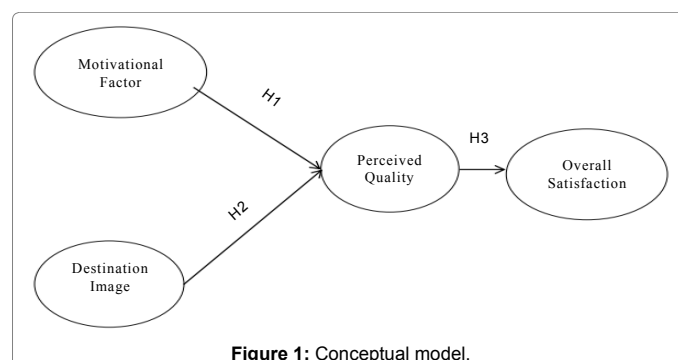 Motivational
Factor
H1
Perceived
Quality
H3
Overall
Satisfaction
H2
Destination
Image
Figure 1: Conceptual model.